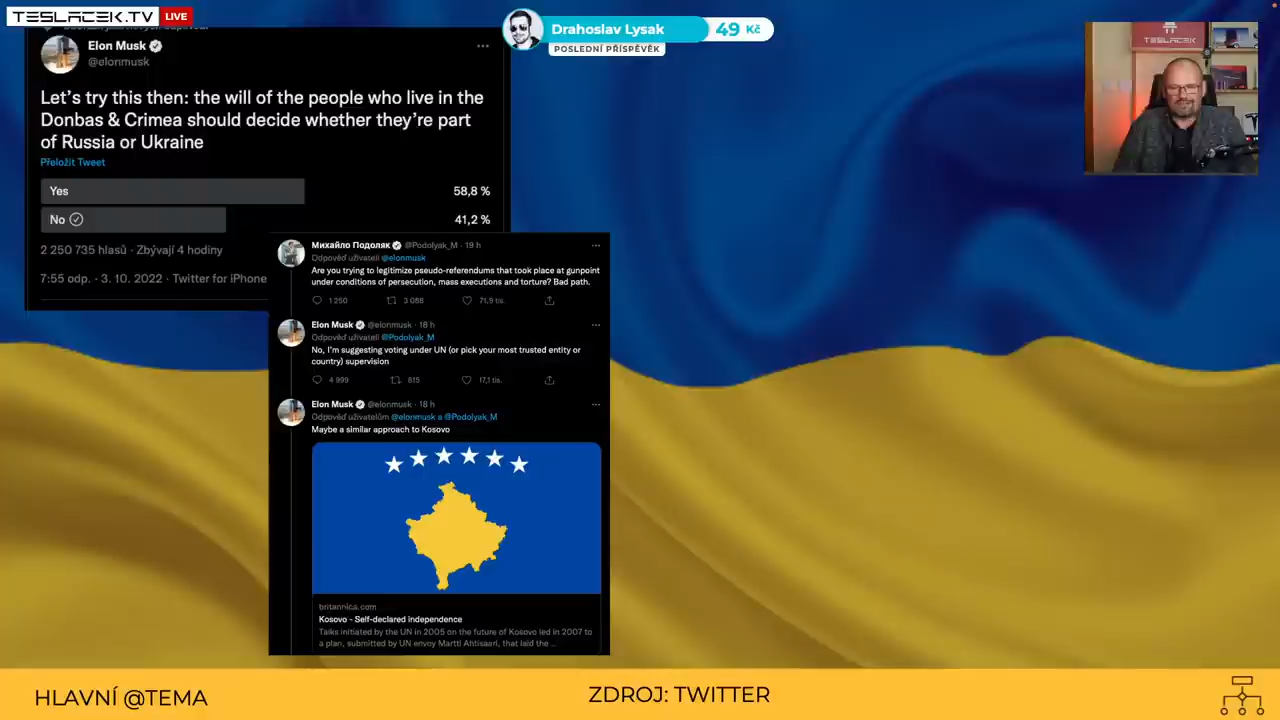 TESLACEK.TV LIVE
Drahoslav Lysak 49 Kč
POSLEDNÍ PŘÍSPĚVEK
TESLACEK
Elon Musk
@elonmusk
Let's try this then: the will of the people who live in the
Donbas & Crimea should decide whether they're part
of Russia or Ukraine
Přeložit Tweet
Yes 58,8 %
No 41,2 %
2 250 735 hlasů · Zbývají 4 hodiny
7:55 odp. · 3. 10. 2022 · Twitter for iPhone
Михайло Подоляк @Podolyak_M · 19 h
Odpověď uživateli @elonmusk
Are you trying to legitimize pseudo-referendums that took place at gunpoint
under conditions of persecution, mass executions and torture? Bad path.
1 250 3 088 71,9 tis.
Elon Musk @elonmusk · 18 h
Odpověď uživateli @Podolyak_M
No, I'm suggesting voting under UN (or pick your most trusted entity or
country) supervision
4 999 815 17,1 tis.
Elon Musk @elonmusk · 18 h
Odpověď uživatelům @elonmusk a @Podolyak_M
Maybe a similar approach to Kosovo
britannica.com
Kosovo - Self-declared independence
Talks initiated by the UN in 2005 on the future of Kosovo led in 2007 to
a plan, submitted by UN envoy Martti Ahtisaari, that laid the ...
HLAVNÍ @TEMA
ZDROJ: TWITTER